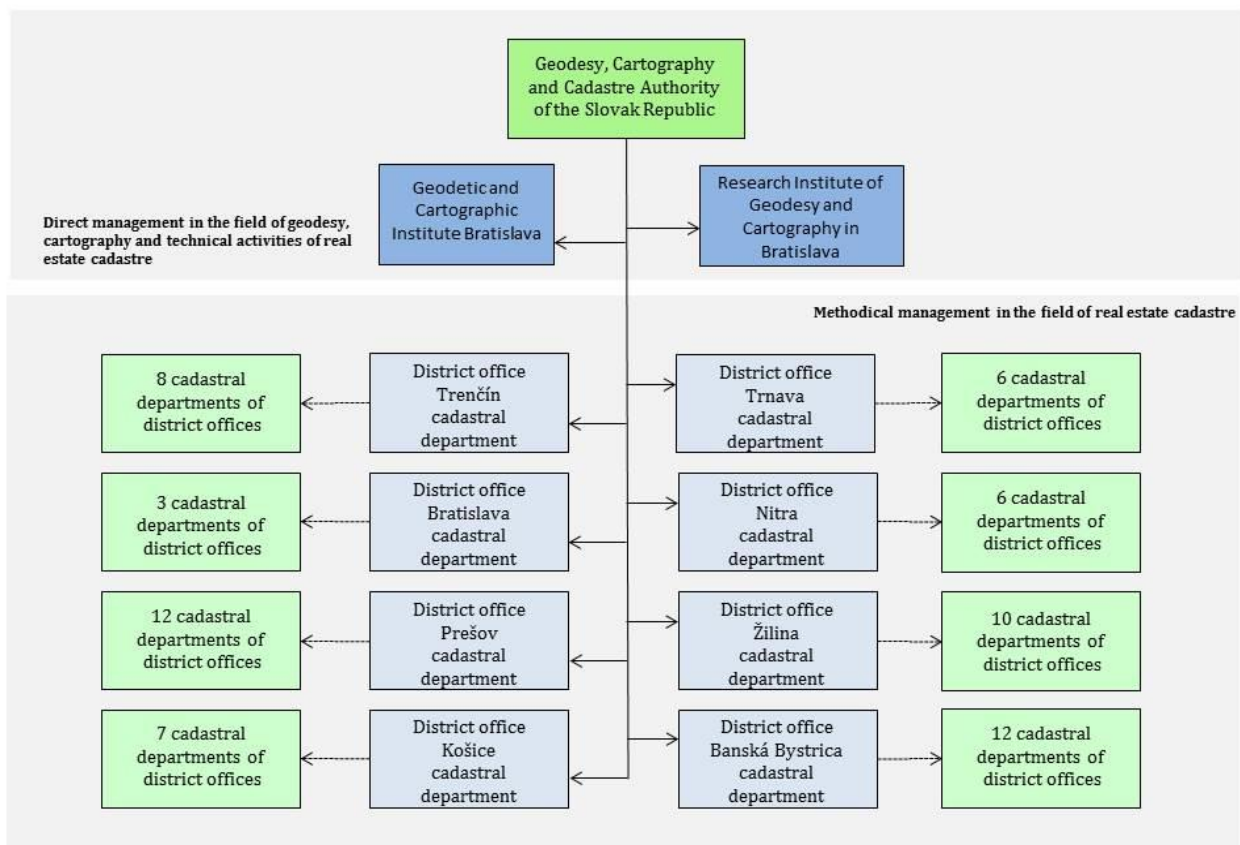 Geodesy, Cartography
and Cadastre Authority
of the Slovak Republic
Geodetic and
Cartographic
Institute Bratislava
Research Institute of
Geodesy and
Cartography in
Bratislava
Direct management in the field of geodesy,
cartography and technical activities of real
estate cadastre
Methodical management in the field of real estate cadastre
8 cadastral
departments of
district offices
District office
Trenčín
cadastral
department
District office
Trnava
cadastral
department
6 cadastral
departments of
district offices
3 cadastral
departments of
district offices
District office
Bratislava
cadastral
department
District office
Nitra
cadastral
department
6 cadastral
departments of
district offices
12 cadastral
departments of
district offices
District office
Prešov
cadastral
department
District office
Žilina
cadastral
department
10 cadastral
departments of
district offices
7 cadastral
departments of
district offices
District office
Košice
cadastral
department
District office
Banská Bystrica
cadastral
department
12 cadastral
departments of
district offices